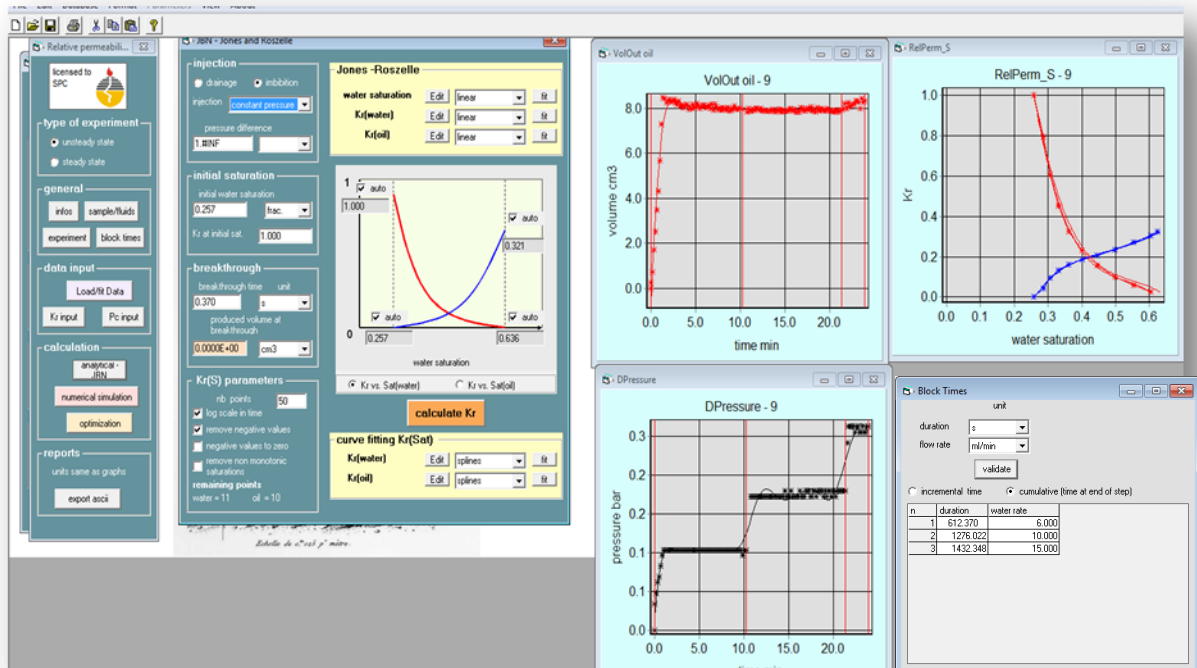 File Edit Database Format Parameters View About
Relative permeabili...
licensed to
SPC
type of experiment
unsteady state
steady state
general
infos
sample/fluids
experiment
block times
data input
Load/fit Data
Kr input
Pc input
calculation
analytical -
JBN
numerical simulation
optimization
reports
units same as graphs
export ascii
JBN - Jones and Roszelle
injection
drainage
imbibition
injection
constant pressure
pressure difference
1.#INF
initial saturation
initial water saturation
0.257
frac.
Kr at initial sat.
1.000
breakthrough
breakthrough time unit
0.370
s
produced volume at
breakthrough
0.0000E+00
cm3
Kr(S) parameters
nb points
50
log scale in time
remove negative values
negative values to zero
remove non monotonic
saturations
remaining points
water = 11 oil = 10
Jones -Roszelle
water saturation Edit linear fit
Kr(water) Edit linear fit
Kr(oil) Edit linear fit
1
auto
1.000
auto
0.321
auto
auto
0
0.257
0.636
water saturation
Kr vs. Sat(water)
Kr vs. Sat(oil)
calculate Kr
curve fitting Kr(Sat)
Kr(water) Edit splines fit
Kr(oil) Edit splines fit
Echelle de
mètre.
VolOut oil
VolOut oil - 9
volume cm3
8.0
6.0
4.0
2.0
0.0
0.0 5.0 10.0 15.0 20.0
time min
RelPerm_S
RelPerm_S - 9
Kr
1.0
0.8
0.6
0.4
0.2
0.0
0.0 0.1 0.2 0.3 0.4 0.5 0.6
water saturation
DPressure
DPressure - 9
pressure bar
0.3
0.2
0.2
0.1
0.1
0.0
0.0 5.0 10.0 15.0 20.0
time min
Block Times
unit
duration
s
flow rate
ml/min
validate
incremental time
cumulative (time at end of step)
n duration water rate
1 612.370 6.000
2 1276.022 10.000
3 1432.348 15.000